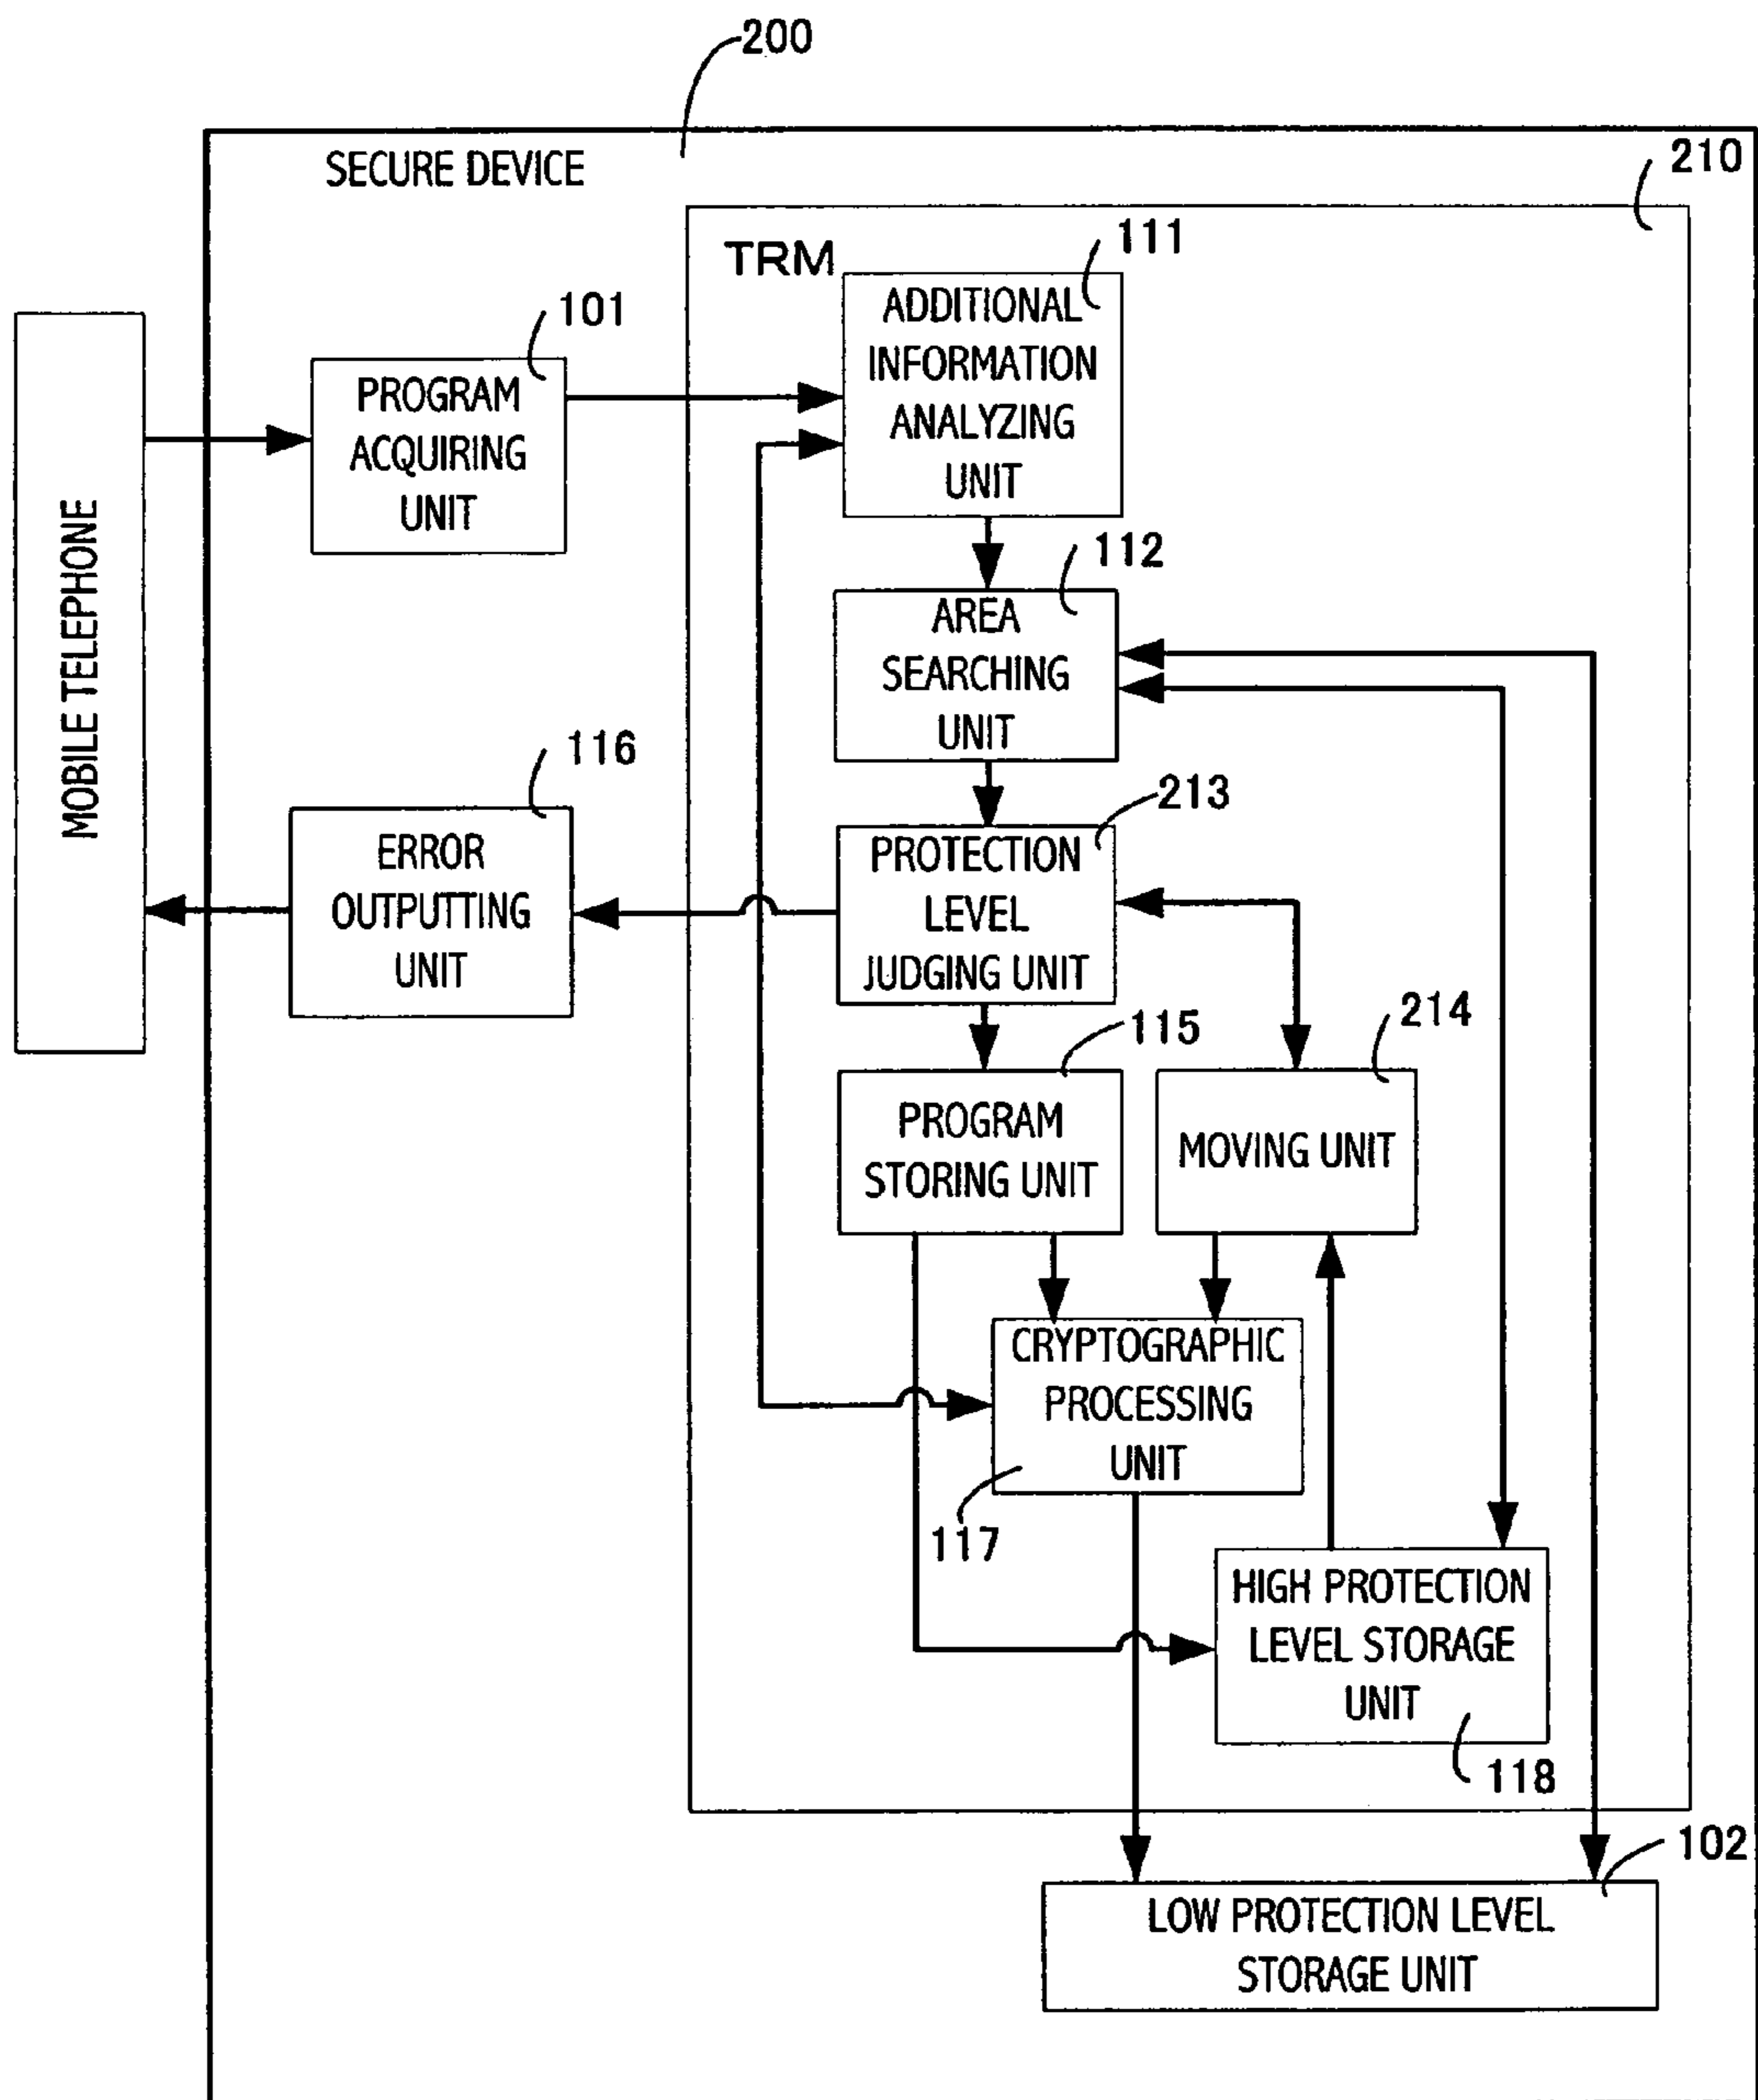 200
SECURE DEVICE
210
TRM
111
ADDITIONAL
INFORMATION
ANALYZING
UNIT
101
PROGRAM
ACQUIRING
UNIT
MOBILE TELEPHONE
112
AREA
SEARCHING
UNIT
116
ERROR
OUTPUTTING
UNIT
213
PROTECTION
LEVEL
JUDGING UNIT
115
PROGRAM
STORING UNIT
214
MOVING UNIT
CRYPTOGRAPHIC
PROCESSING
UNIT
117
HIGH PROTECTION
LEVEL STORAGE
UNIT
118
102
LOW PROTECTION LEVEL
STORAGE UNIT